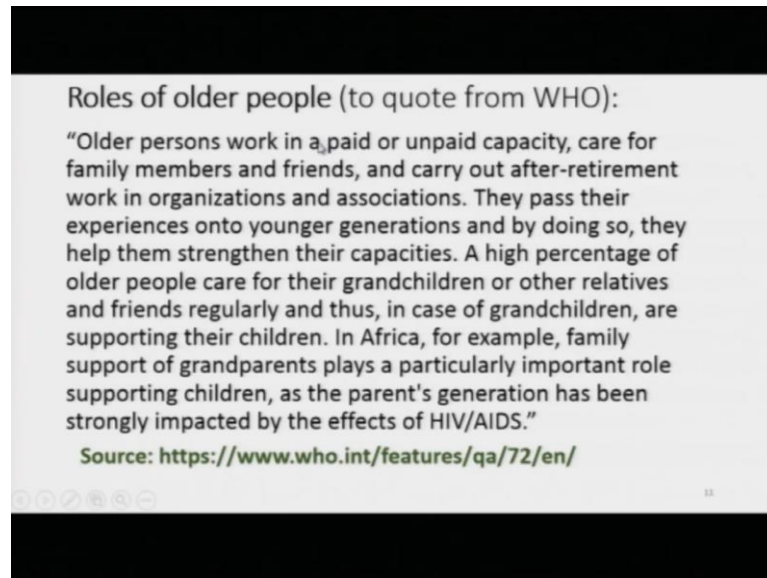 Roles of older people (to quote from WHO):
“Older persons work in a paid or unpaid capacity, care for
family members and friends, and carry out after-retirement
work in organizations and associations. They pass their
experiences onto younger generations and by doing so, they
help them strengthen their capacities. A high percentage of
older people care for their grandchildren or other relatives
and friends regularly and thus, in case of grandchildren, are
supporting their children. In Africa, for example, family
support of grandparents plays a particularly important role
supporting children, as the parent's generation has been
strongly impacted by the effects of HIV/AIDS.”
Source: https://www.who.int/features/qa/72/en/